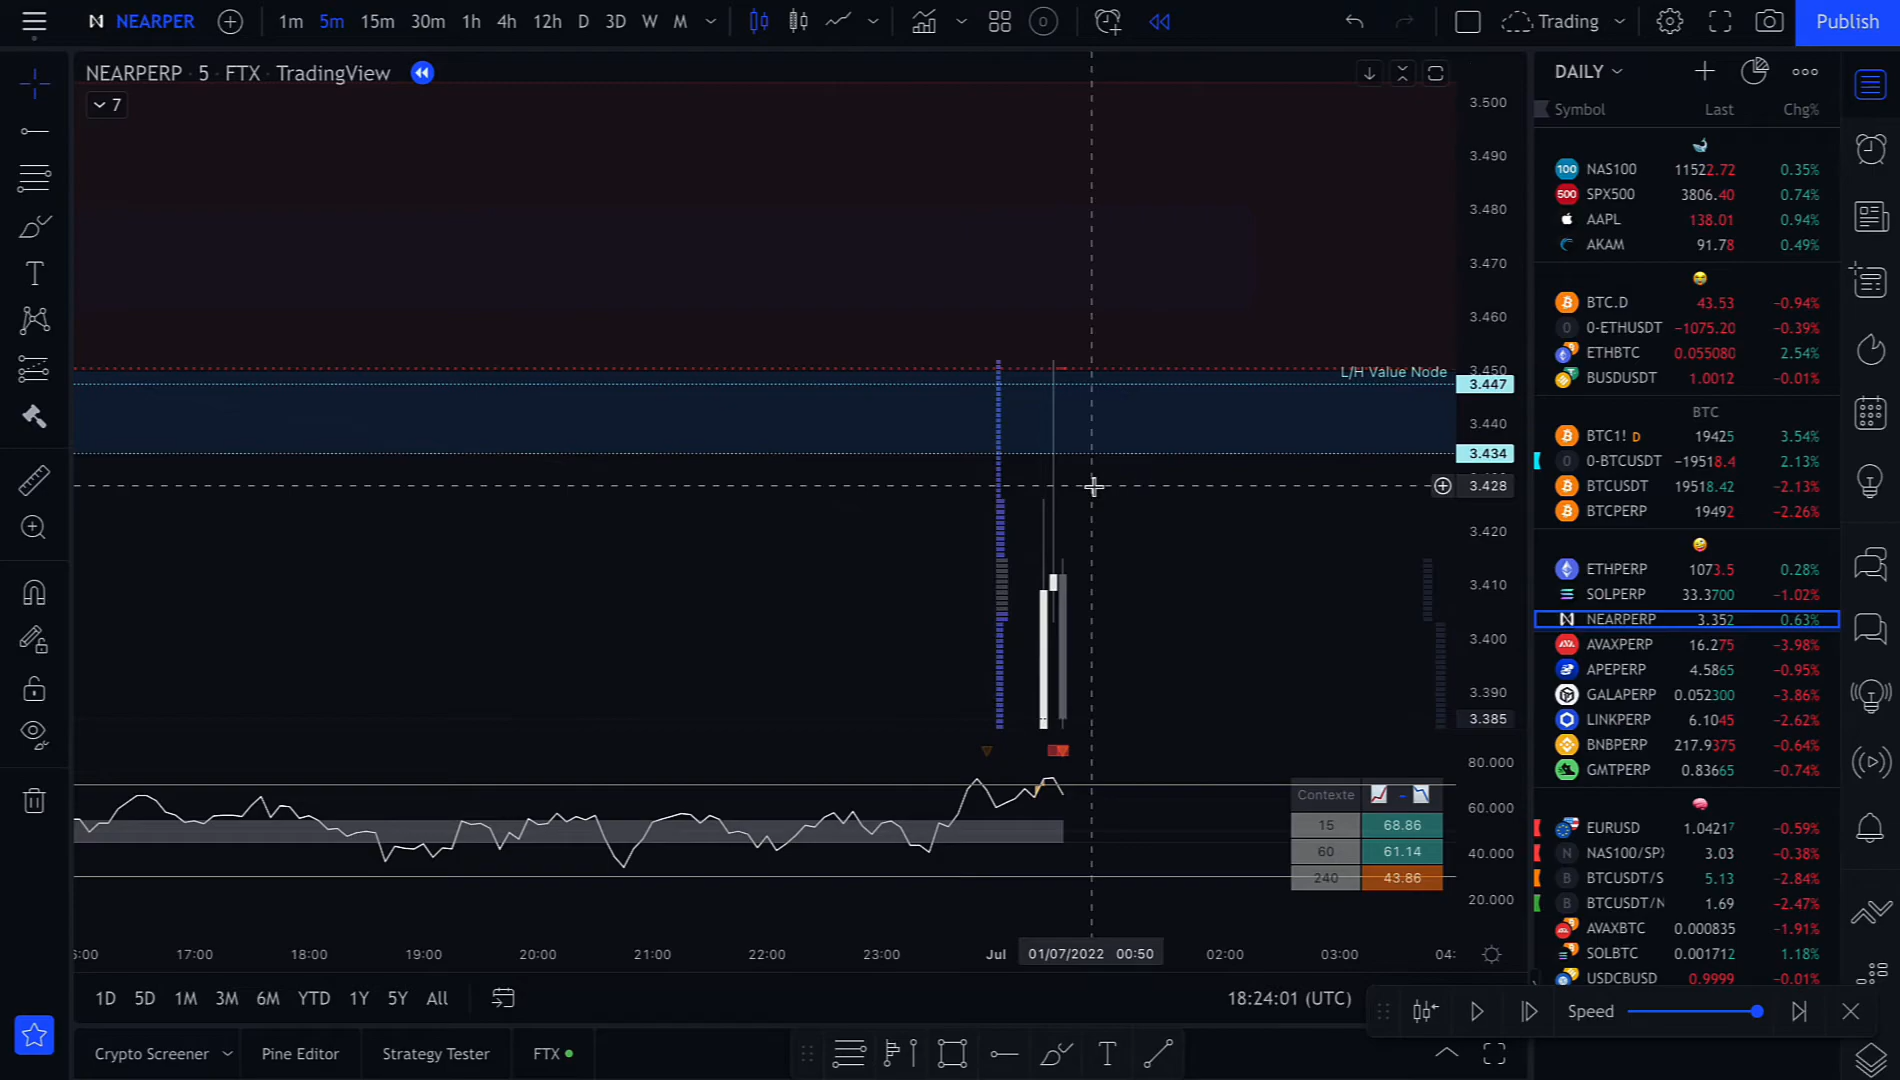 NEARPER 1m 5m 15m 30m 1h 4h 12h D 3D W M Trading Publish
NEARPERP · 5 · FTX · TradingView
7
DAILY
Symbol Last Chg%
NAS100 11522.72 0.35%
SPX500 3806.40 0.74%
AAPL 138.01 0.94%
AKAM 91.78 0.49%
BTC.D 43.53 −0.94%
0-ETHUSDT −1075.20 −0.39%
ETHBTC 0.055080 2.54%
BUSDUSDT 1.0012 −0.01%
BTC
BTC1! D 19425 3.54%
0-BTCUSDT −19518.4 2.13%
BTCUSDT 19518.42 −2.13%
BTCPERP 19492 −2.26%
ETHPERP 1073.5 0.28%
SOLPERP 33.3700 −1.02%
NEARPERP 3.352 0.63%
AVAXPERP 16.275 −3.98%
APEPERP 4.5865 −0.95%
GALAPERP 0.052300 −3.86%
LINKPERP 6.1045 −2.62%
BNBPERP 217.9375 −0.64%
GMTPERP 0.83665 −0.74%
EURUSD 1.04217 −0.59%
NAS100/SP 3.03 −0.38%
BTCUSDT/S 5.13 −2.84%
BTCUSDT/N 1.69 −2.47%
AVAXBTC 0.000835 −1.91%
SOLBTC 0.001712 1.18%
USDCBUSD 0.9999 −0.01%
3.500
3.490
3.480
3.470
3.460
3.450
L/H Value Node
3.447
3.440
3.434
3.428
3.420
3.410
3.400
3.390
3.385
80.000
60.000
40.000
20.000
Contexte
15 68.86
60 61.14
240 43.86
17:00 18:00 19:00 20:00 21:00 22:00 23:00 Jul 01/07/2022 00:50 02:00 03:00 04:
1D 5D 1M 3M 6M YTD 1Y 5Y All 18:24:01 (UTC)
Speed
Crypto Screener Pine Editor Strategy Tester FTX